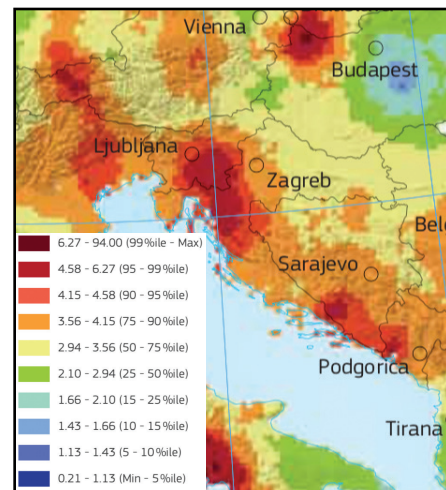 Vienna
Budapest
Ljubljana
Zagreb
Sarajevo
Podgorica
Tirana
6.27 - 94.00 (99%ile - Max)
4.58 - 6.27 (95 - 99%ile)
4.15 - 4.58 (90 - 95%ile)
3.56 - 4.15 (75 - 90%ile)
2.94 - 3.56 (50 - 75%ile)
2.10 - 2.94 (25 - 50%ile)
1.66 - 2.10 (15 - 25%ile)
1.43 - 1.66 (10 - 15%ile)
1.13 - 1.43 (5 - 10%ile)
0.21 - 1.13 (Min - 5%ile)